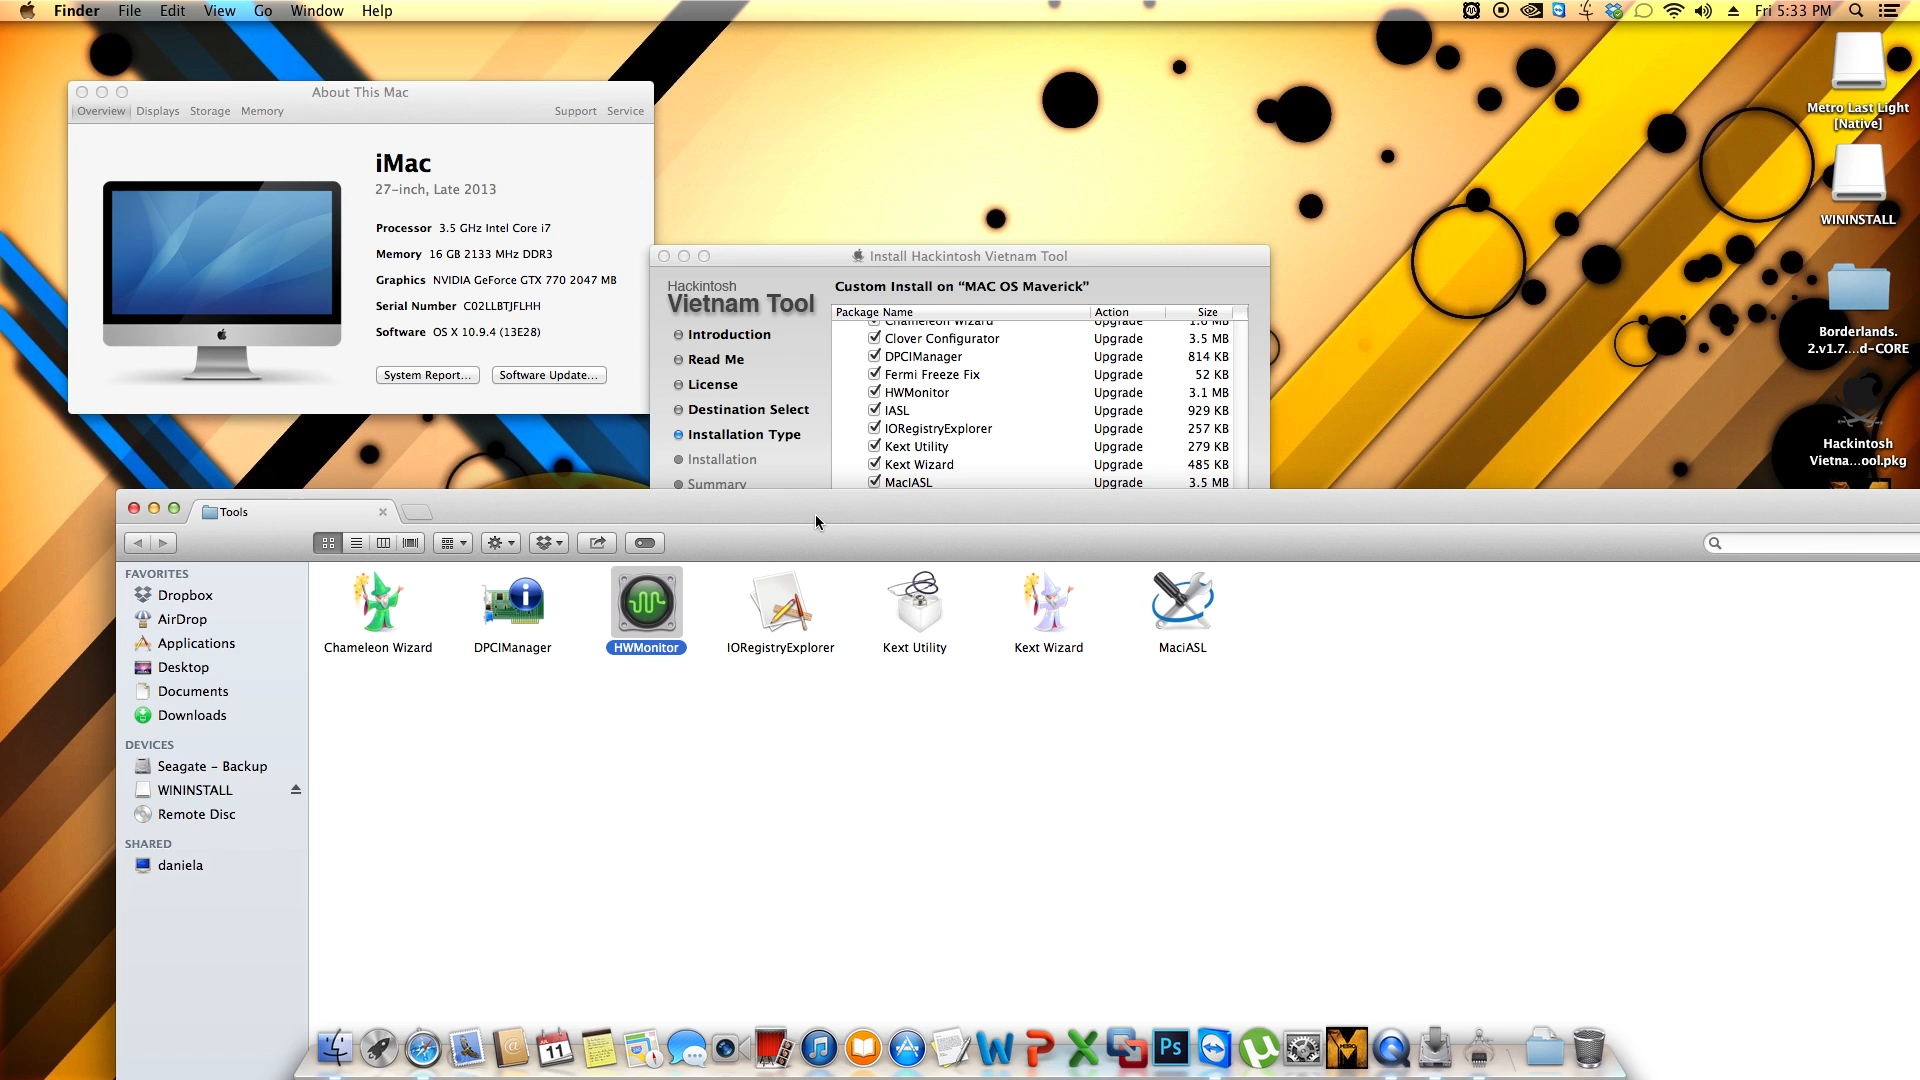 Finder File Edit View Go Window Help
Fri 5:33 PM
About This Mac
Overview Displays Storage Memory
Support Service
iMac
27-inch, Late 2013
Processor 3.5 GHz Intel Core i7
Memory 16 GB 2133 MHz DDR3
Graphics NVIDIA GeForce GTX 770 2047 MB
Serial Number C02LLBTJFLHH
Software OS X 10.9.4 (13E28)
System Report...
Software Update...
Install Hackintosh Vietnam Tool
Hackintosh
Vietnam Tool
Introduction
Read Me
License
Destination Select
Installation Type
Installation
Summary
Custom Install on “MAC OS Maverick”
Package Name Action Size
Chameleon Wizard Upgrade 1.6 MB
Clover Configurator Upgrade 3.5 MB
DPCIManager Upgrade 814 KB
Fermi Freeze Fix Upgrade 52 KB
HWMonitor Upgrade 3.1 MB
IASL Upgrade 929 KB
IORegistryExplorer Upgrade 257 KB
Kext Utility Upgrade 279 KB
Kext Wizard Upgrade 485 KB
MacIASL Upgrade 3.5 MB
Metro Last Light
[Native]
WININSTALL
Borderlands.
2.v1.7....d-CORE
Hackintosh
Vietna...ool.pkg
Tools
FAVORITES
Dropbox
AirDrop
Applications
Desktop
Documents
Downloads
DEVICES
Seagate - Backup
WININSTALL
Remote Disc
SHARED
daniela
Chameleon Wizard
DPCIManager
HWMonitor
IORegistryExplorer
Kext Utility
Kext Wizard
MaciASL
11
Ps